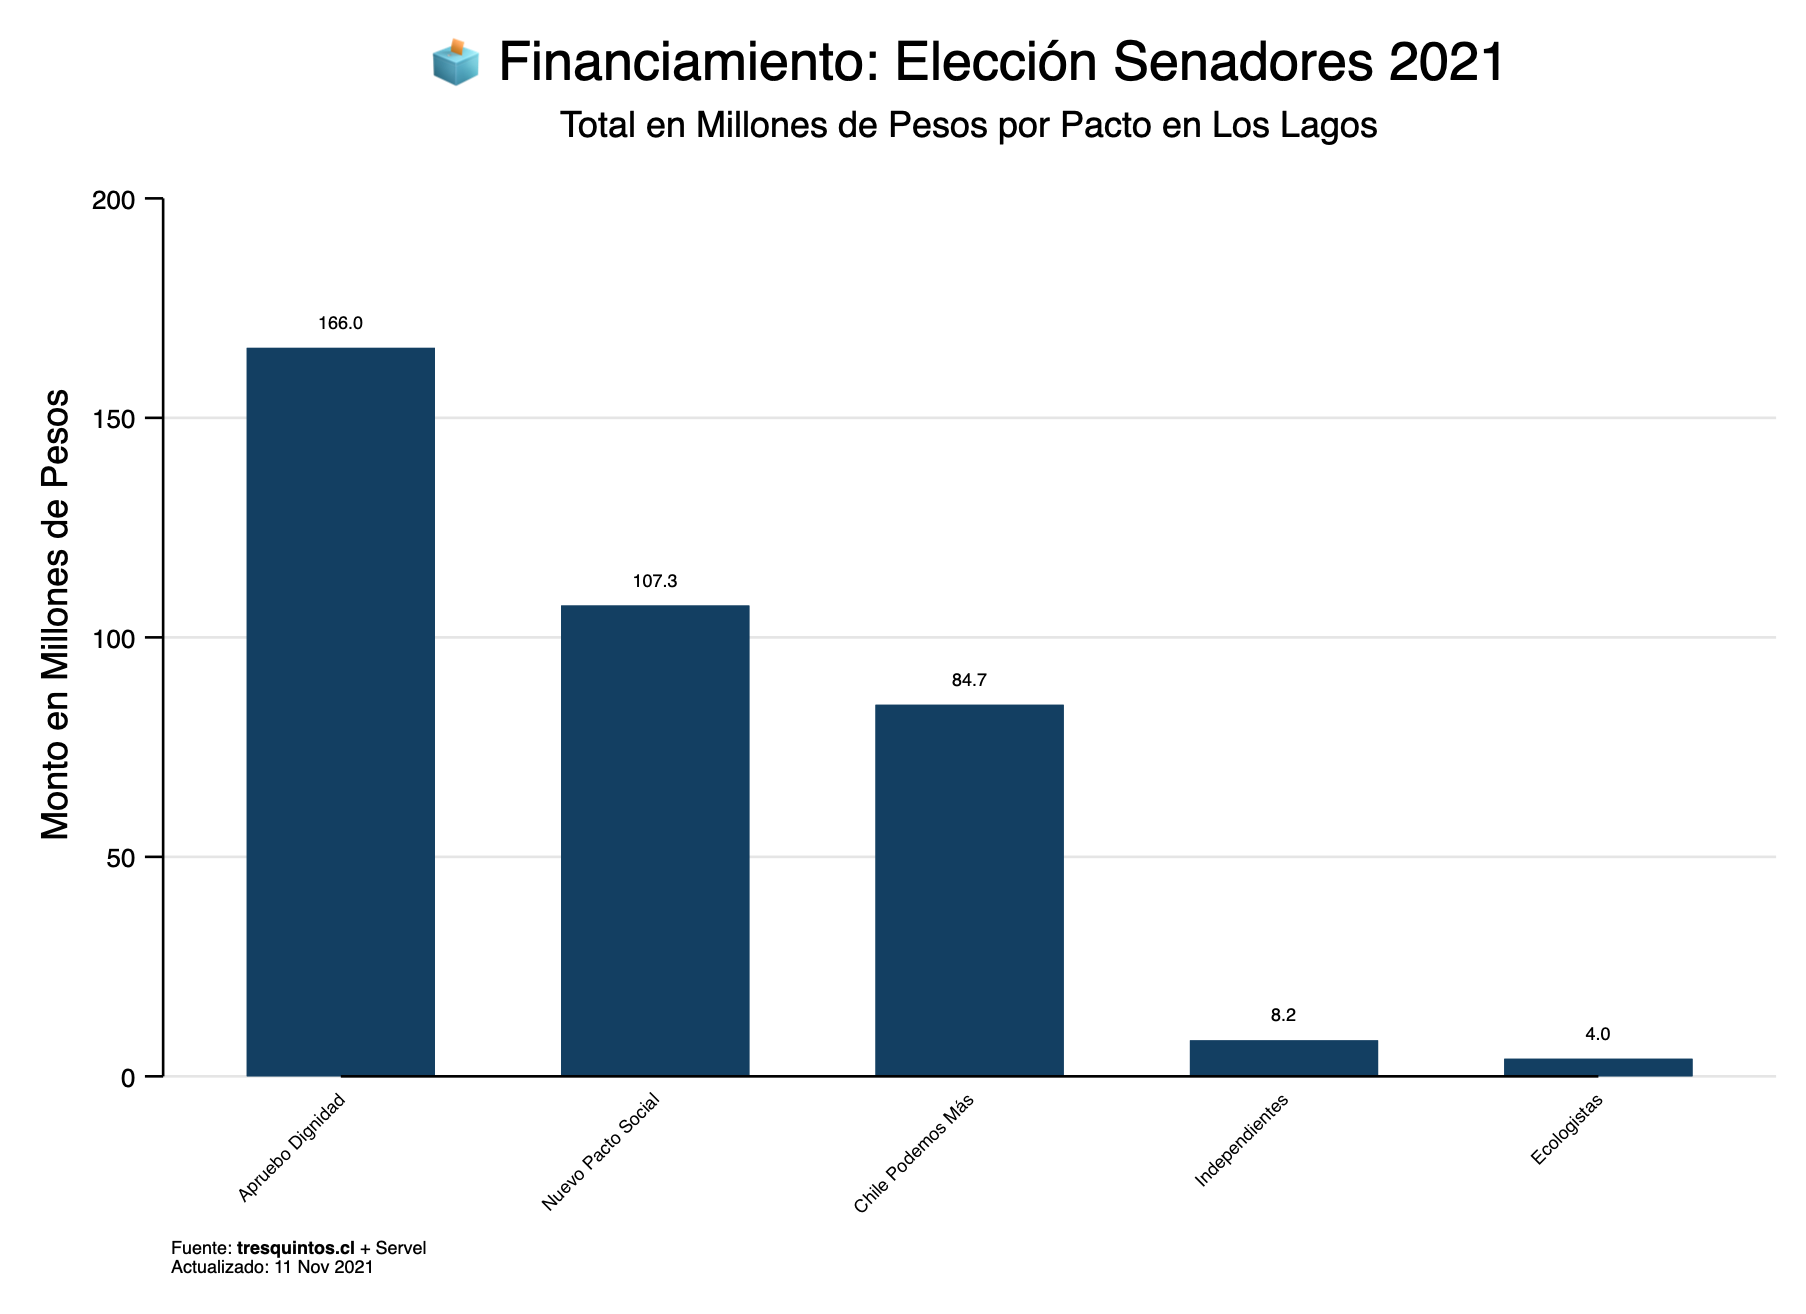 Financiamiento: Elección Senadores 2021
Total en Millones de Pesos por Pacto en Los Lagos
Monto en Millones de Pesos
200
150
100
50
0
166.0
107.3
84.7
8.2
4.0
Apruebo Dignidad
Nuevo Pacto Social
Chile Podemos Más
Independientes
Ecologistas
Fuente: tresquintos.cl + Servel
Actualizado: 11 Nov 2021